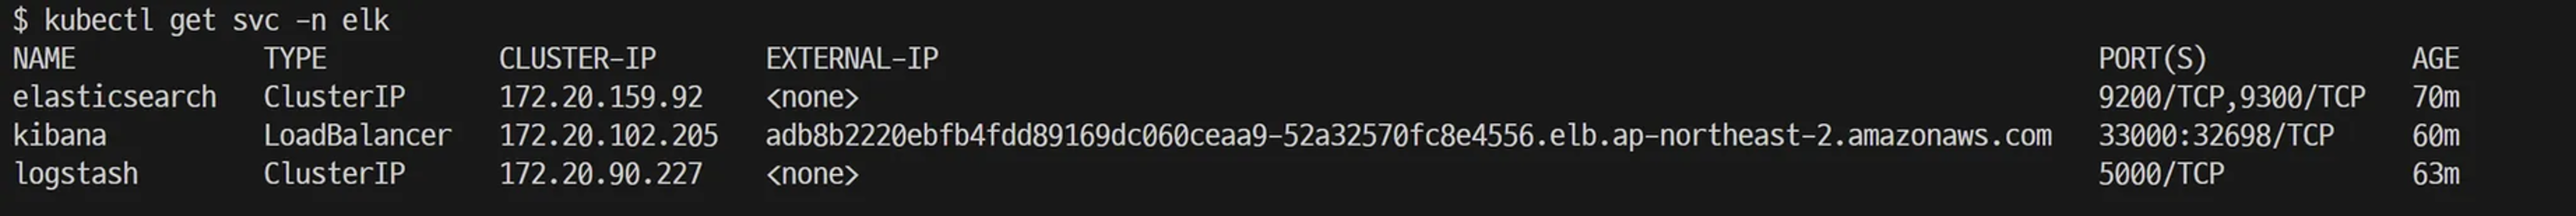 $ kubectl get svc -n elk
NAME TYPE CLUSTER-IP EXTERNAL-IP PORT(S) AGE
elasticsearch ClusterIP 172.20.159.92 <none> 9200/TCP,9300/TCP 70m
kibana LoadBalancer 172.20.102.205 adb8b2220ebfb4fdd89169dc060ceaa9-52a32570fc8e4556.elb.ap-northeast-2.amazonaws.com 33000:32698/TCP 60m
logstash ClusterIP 172.20.90.227 <none> 5000/TCP 63m